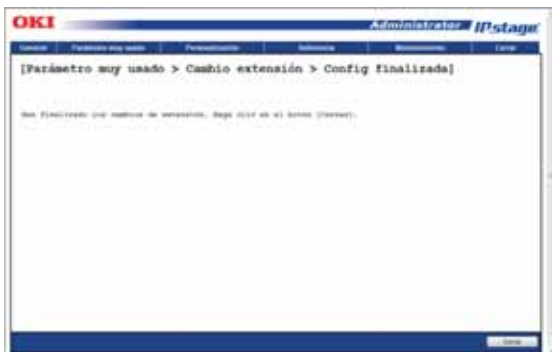 OKI
Administrator IPstage
General Parámetro muy usado Personalización Referencia Mantenimiento Cerrar
[Parámetro muy usado > Cambio extensión > Config finalizada]
Han finalizado los cambios de extensión. Haga clic en el botón [Cerrar].
Cerrar